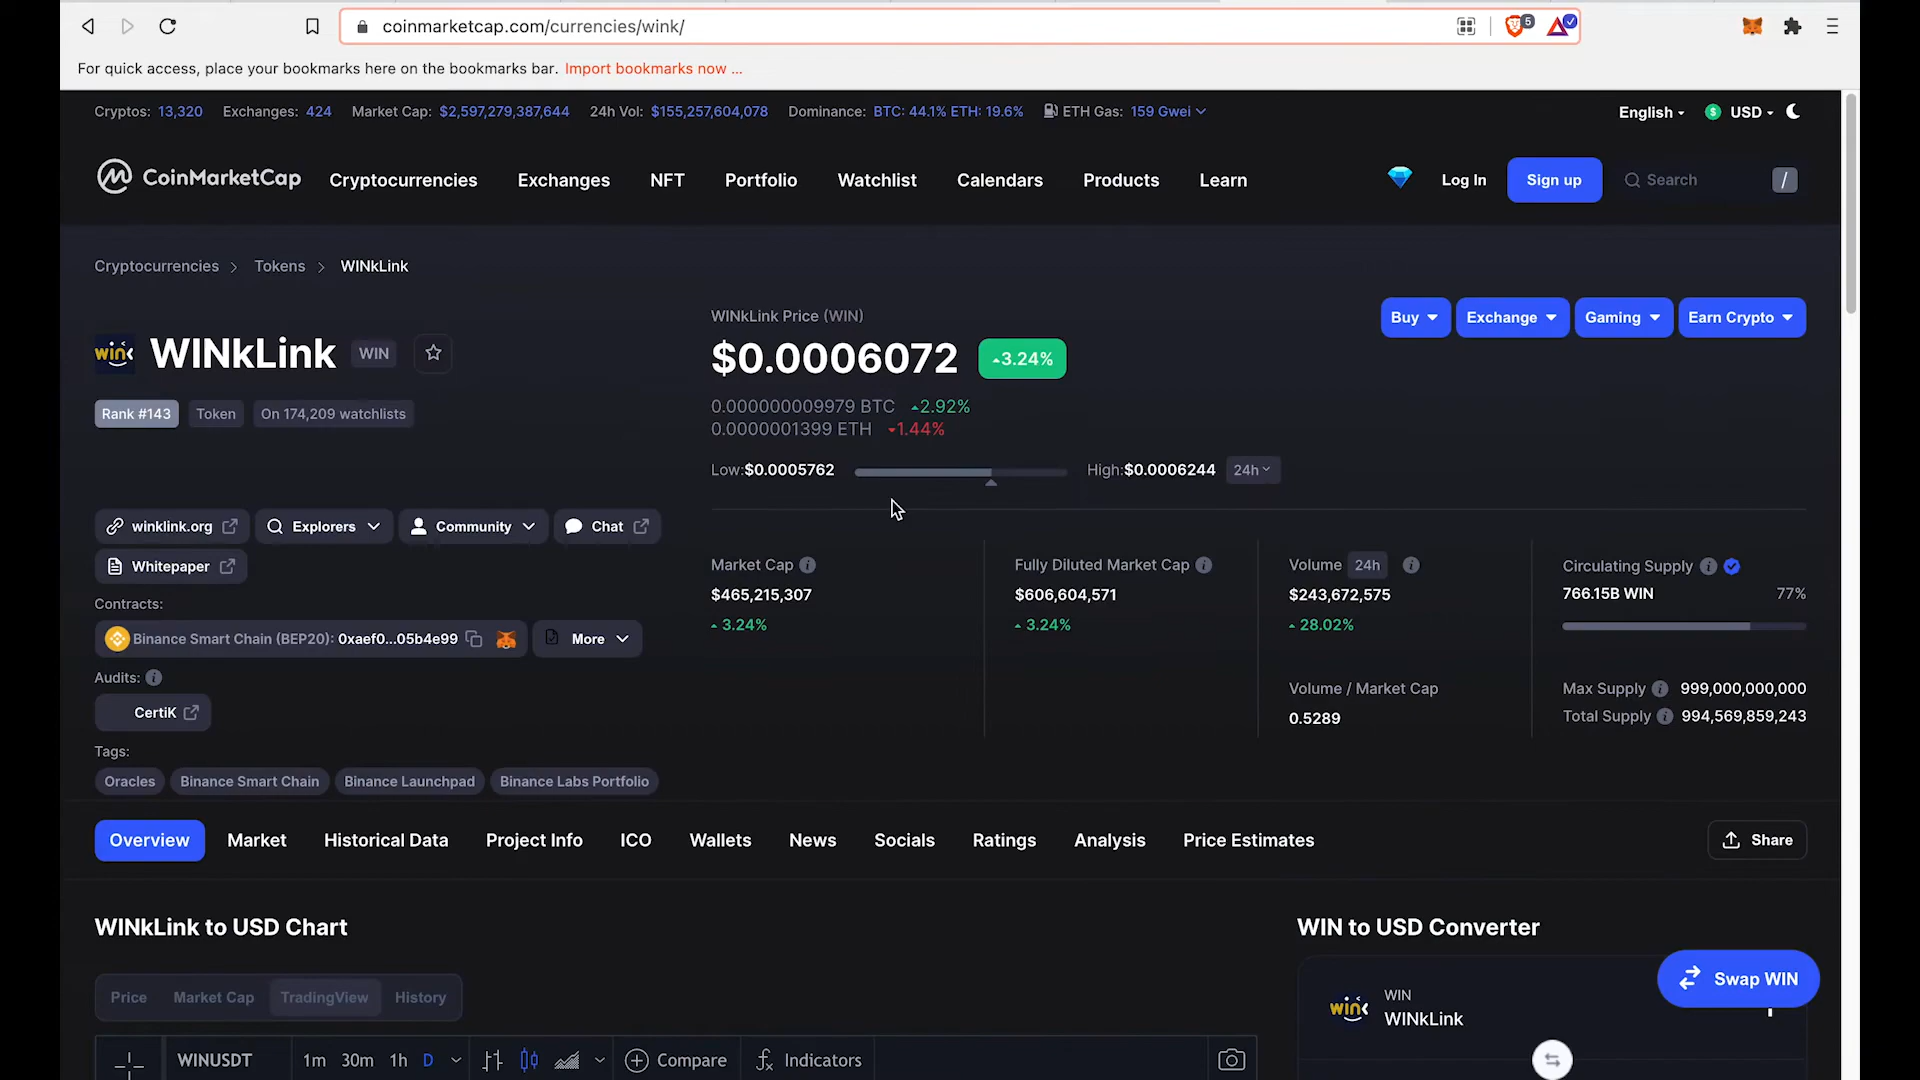 coinmarketcap.com/currencies/wink/ 5
For quick access, place your bookmarks here on the bookmarks bar. Import bookmarks now ...
Cryptos: 13,320 Exchanges: 424 Market Cap: $2,597,279,387,644 24h Vol: $155,257,604,078 Dominance: BTC: 44.1% ETH: 19.6% ETH Gas: 159 Gwei English USD
CoinMarketCap Cryptocurrencies Exchanges NFT Portfolio Watchlist Calendars Products Learn Log In Sign up Search /
Cryptocurrencies > Tokens > WINkLink
WINkLink Price (WIN)
Buy Exchange Gaming Earn Crypto
win WINkLink WIN
$0.0006072 3.24%
Rank #143 Token On 174,209 watchlists
0.000000009979 BTC 2.92%
0.0000001399 ETH 1.44%
Low:$0.0005762 High:$0.0006244 24h
winklink.org Explorers Community Chat
Whitepaper
Market Cap Fully Diluted Market Cap Volume 24h Circulating Supply
$465,215,307 $606,604,571 $243,672,575 766.15B WIN 77%
3.24% 3.24% 28.02%
Contracts:
Binance Smart Chain (BEP20): 0xaef0...05b4e99 More
Audits:
Volume / Market Cap Max Supply 999,000,000,000
0.5289 Total Supply 994,569,859,243
CertiK
Tags:
Oracles Binance Smart Chain Binance Launchpad Binance Labs Portfolio
Overview Market Historical Data Project Info ICO Wallets News Socials Ratings Analysis Price Estimates Share
WINkLink to USD Chart WIN to USD Converter
Price Market Cap TradingView History
Swap WIN
win WIN
WINkLink
WINUSDT 1m 30m 1h D Compare fx Indicators